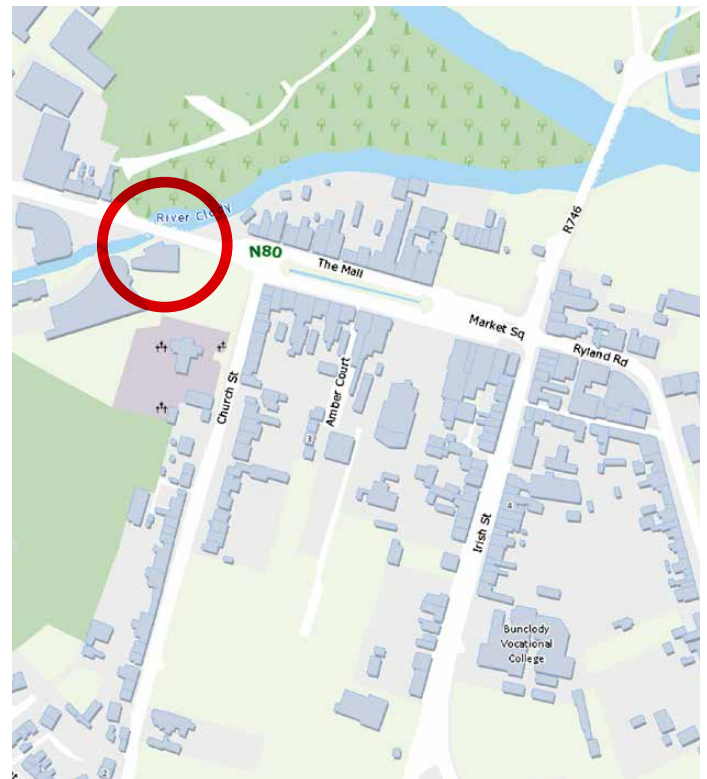 R746
River Clody
N80
The Mall
Market Sq
Ryland Rd
Church St
Amber Court
3
4
Irish St
Bunclody
Vocational
College
2